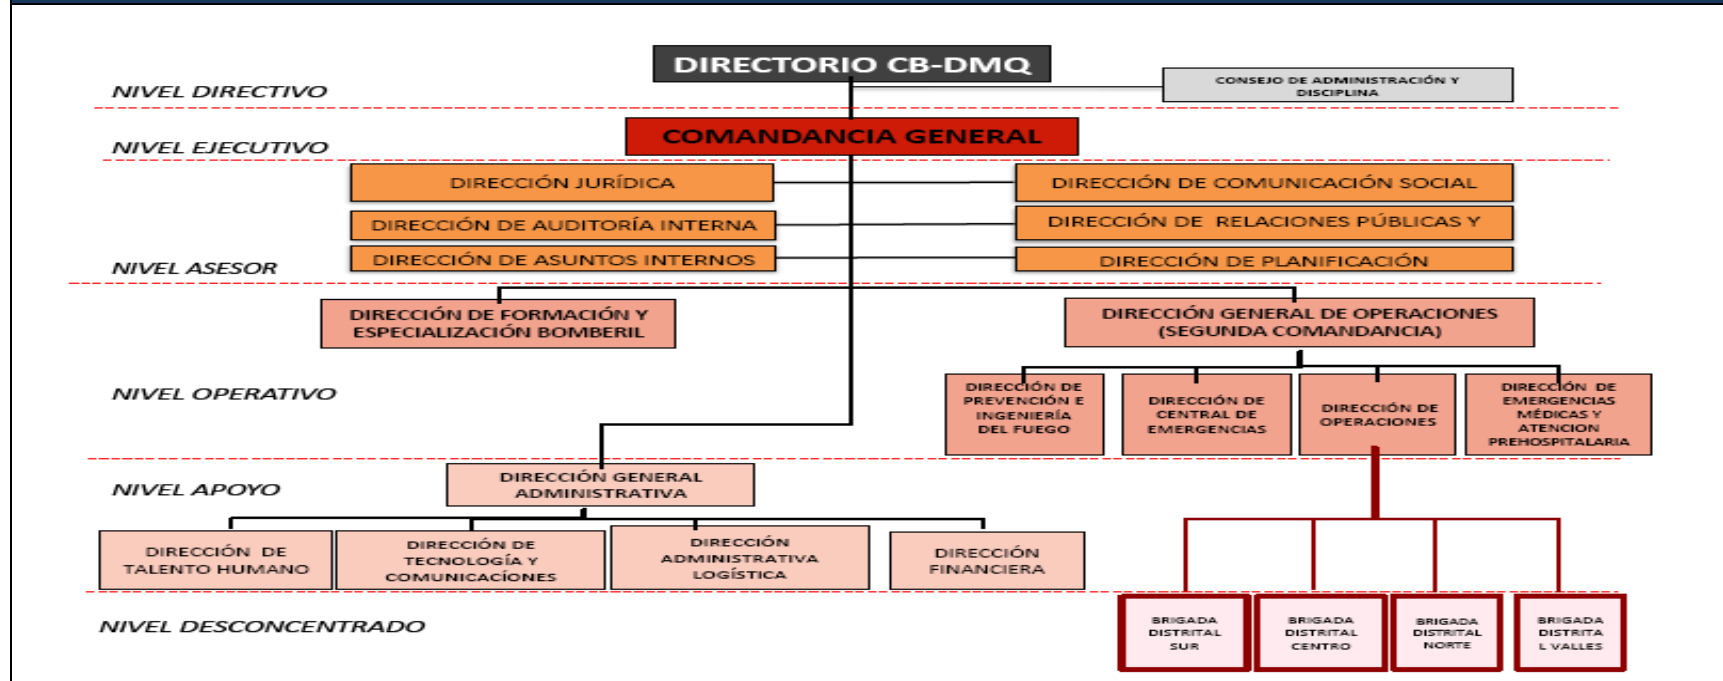 DIRECTORIO CB-DMQ
CONSEJO DE ADMINISTRACIÓN Y
DISCIPLINA
NIVEL DIRECTIVO
COMANDANCIA GENERAL
NIVEL EJECUTIVO
DIRECCIÓN JURÍDICA
DIRECCIÓN DE COMUNICACIÓN SOCIAL
DIRECCIÓN DE AUDITORÍA INTERNA
DIRECCIÓN DE RELACIONES PÚBLICAS Y
DIRECCIÓN DE ASUNTOS INTERNOS
DIRECCIÓN DE PLANIFICACIÓN
NIVEL ASESOR
DIRECCIÓN DE FORMACIÓN Y
ESPECIALIZACIÓN BOMBERIL
DIRECCIÓN GENERAL DE OPERACIONES
(SEGUNDA COMANDANCIA)
NIVEL OPERATIVO
DIRECCIÓN DE
PREVENCIÓN E
INGENIERÍA
DEL FUEGO
DIRECCIÓN DE
CENTRAL DE
EMERGENCIAS
DIRECCIÓN DE
OPERACIONES
DIRECCIÓN DE
EMERGENCIAS
MÉDICAS Y
ATENCION
PREHOSPITALARIA
NIVEL APOYO
DIRECCIÓN GENERAL
ADMINISTRATIVA
DIRECCIÓN DE
TALENTO HUMANO
DIRECCIÓN DE
TECNOLOGÍA Y
COMUNICACÍONES
DIRECCIÓN
ADMINISTRATIVA
LOGÍSTICA
DIRECCIÓN
FINANCIERA
NIVEL DESCONCENTRADO
BRIGADA
DISTRITAL
SUR
BRIGADA
DISTRITAL
CENTRO
BRIGADA
DISTRITAL
NORTE
BRIGADA
DISTRITA
L VALLES